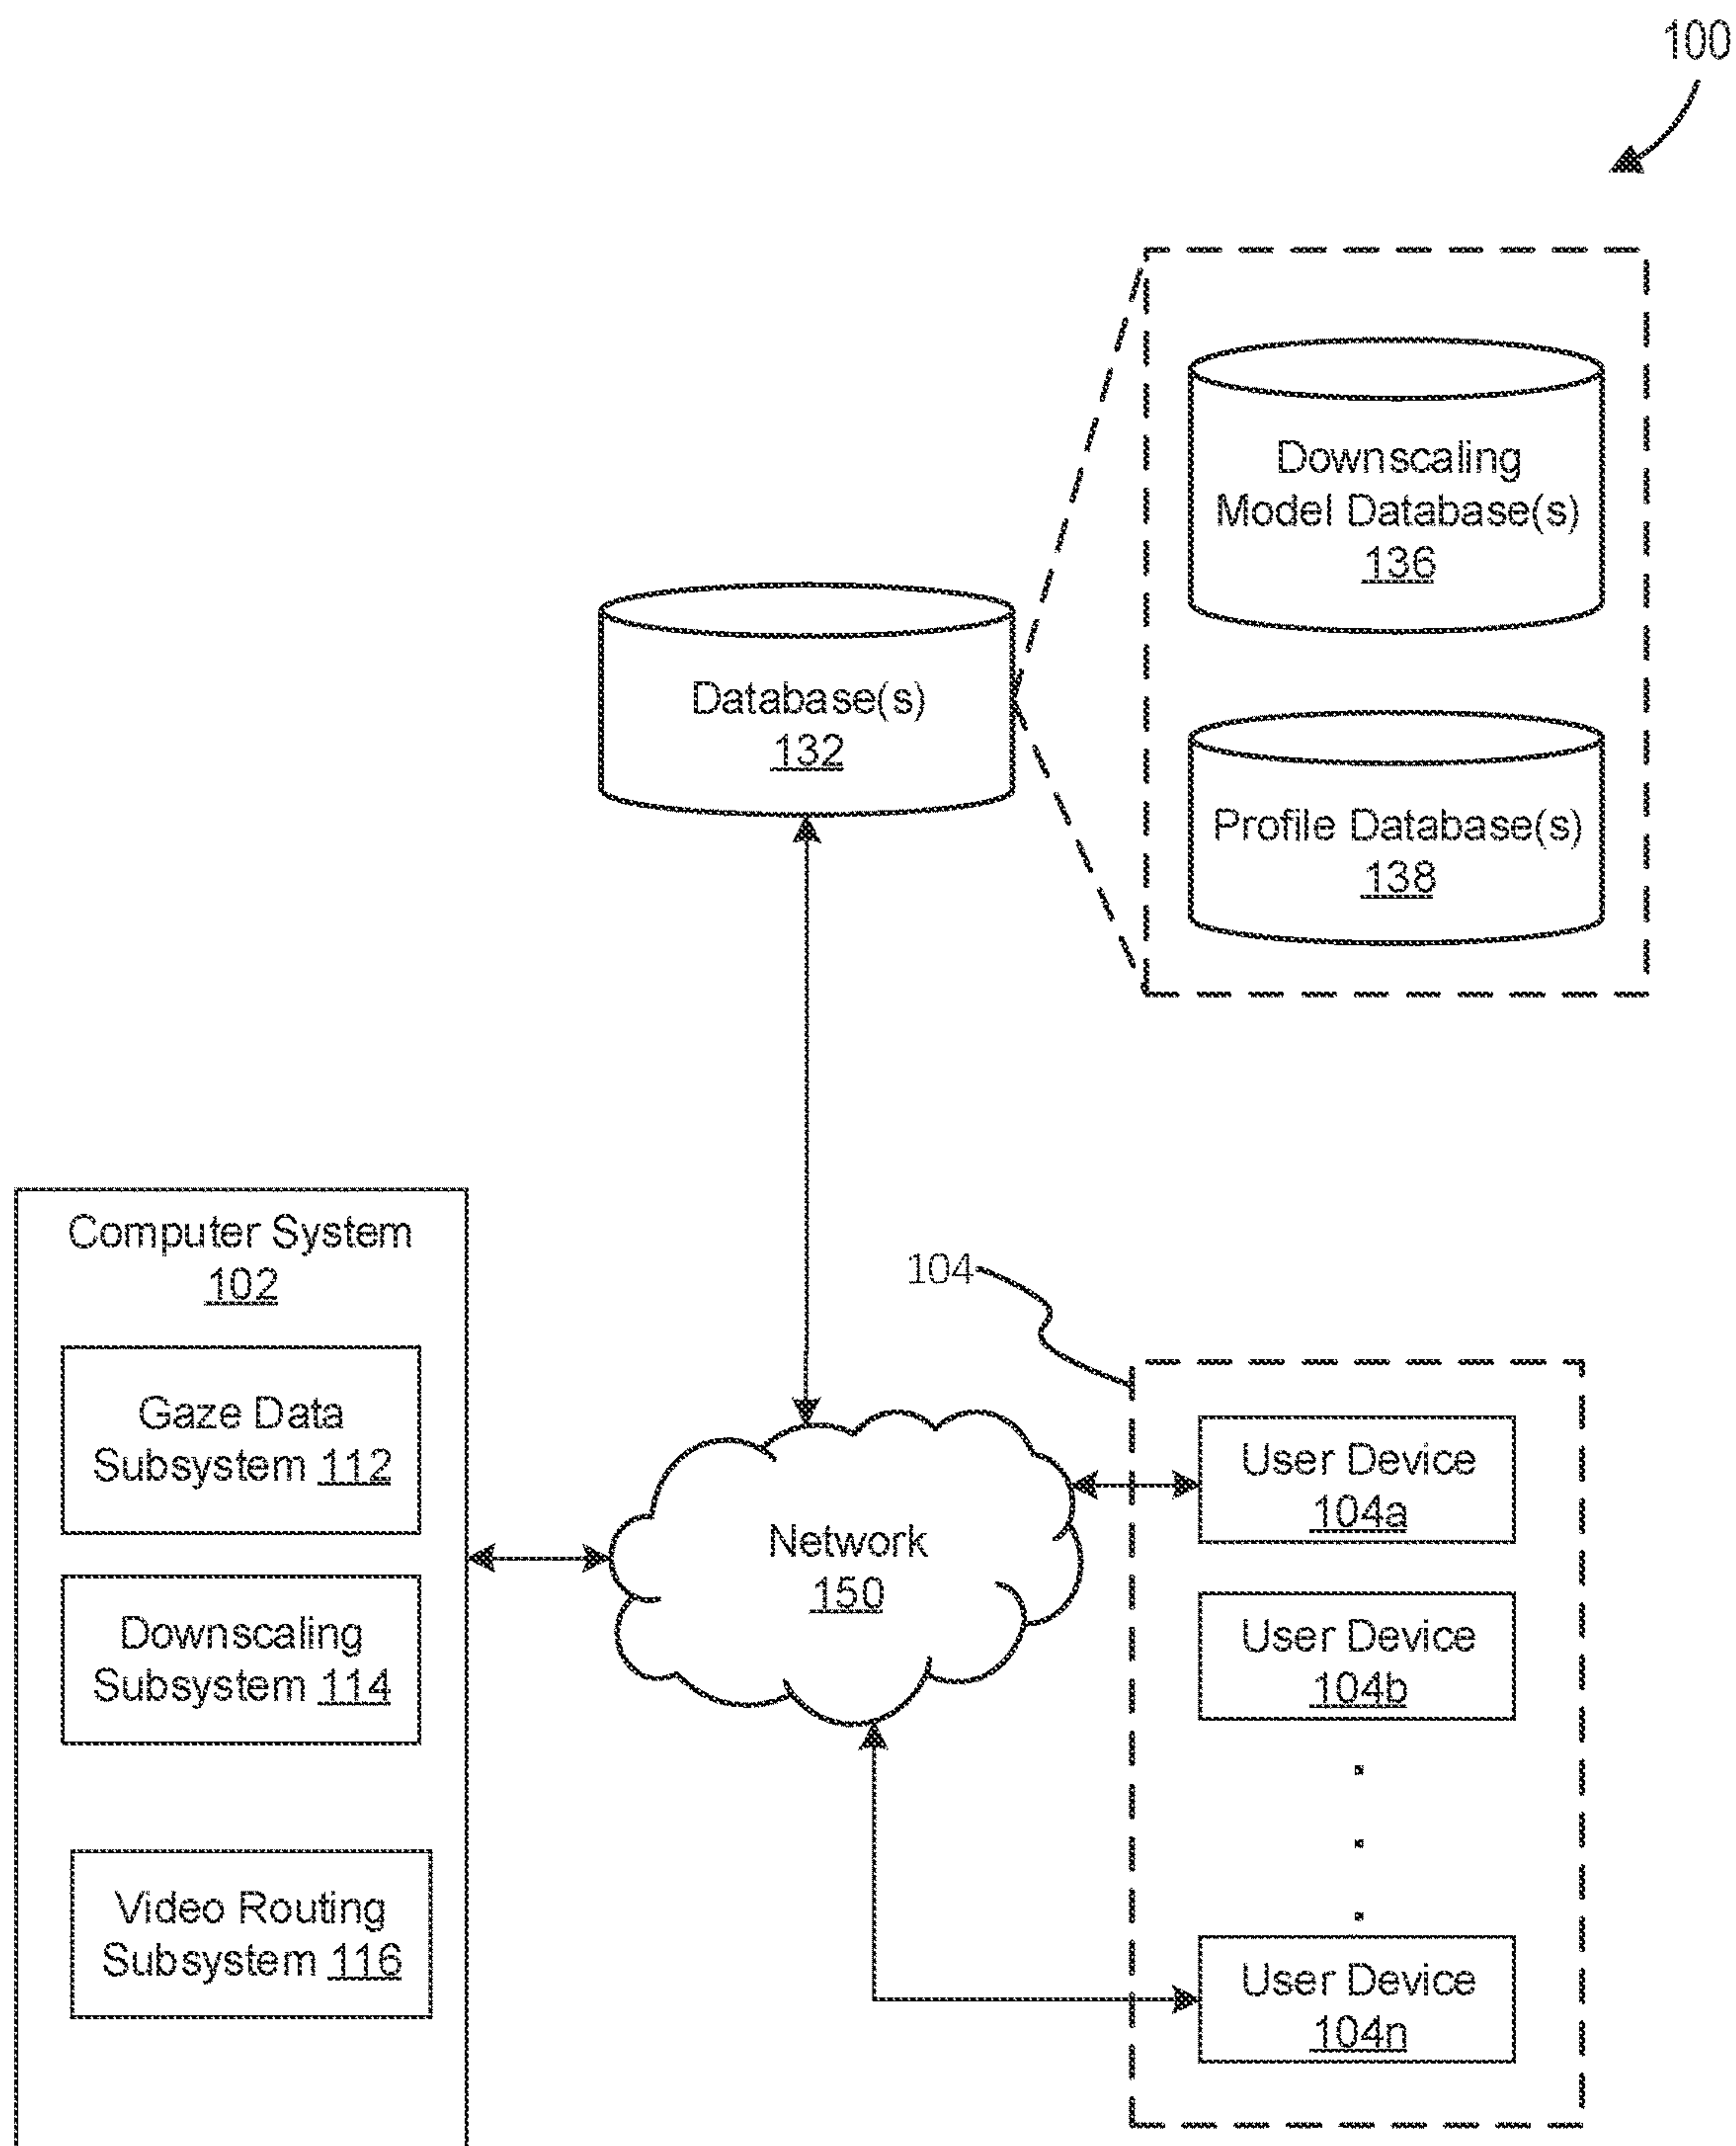 100
Downscaling
Model Database(s)
136
Database(s)
132
Profile Database(s)
138
Computer System
102
Gaze Data
Subsystem 112
Downscaling
Subsystem 114
Video Routing
Subsystem 116
Network
150
104
User Device
104a
User Device
104b
User Device
104n